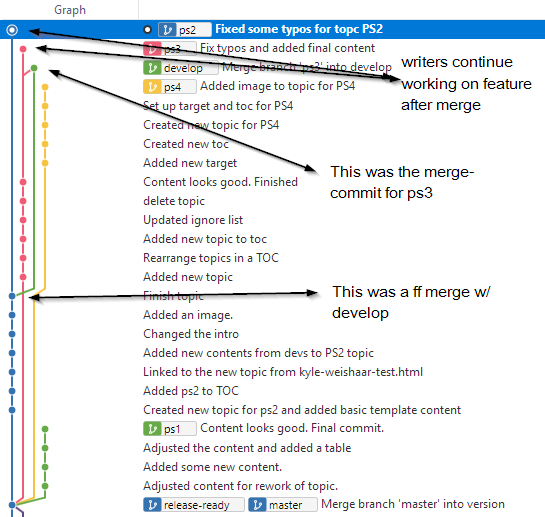 Graph
ps2 Fixed some typos for topc PS2
ps3 Fix typos and added final content
develop Merge branch 'ps3' into develop
writers continue
working on feature
after merge
ps4 Added image to topic for PS4
Set up target and toc for PS4
Created new topic for PS4
Created new toc
Added new target
This was the merge-
commit for ps3
Content looks good. Finished
delete topic
Updated ignore list
Added new topic to toc
Rearrange topics in a TOC
Added new topic
Finish topic
This was a ff merge w/
develop
Added an image.
Changed the intro
Added new contents from devs to PS2 topic
Linked to the new topic from kyle-weishaar-test.html
Added ps2 to TOC
Created new topic for ps2 and added basic template content
ps1 Content looks good. Final commit.
Adjusted the content and added a table
Added some new content.
Adjusted content for rework of topic.
release-ready master Merge branch 'master' into version